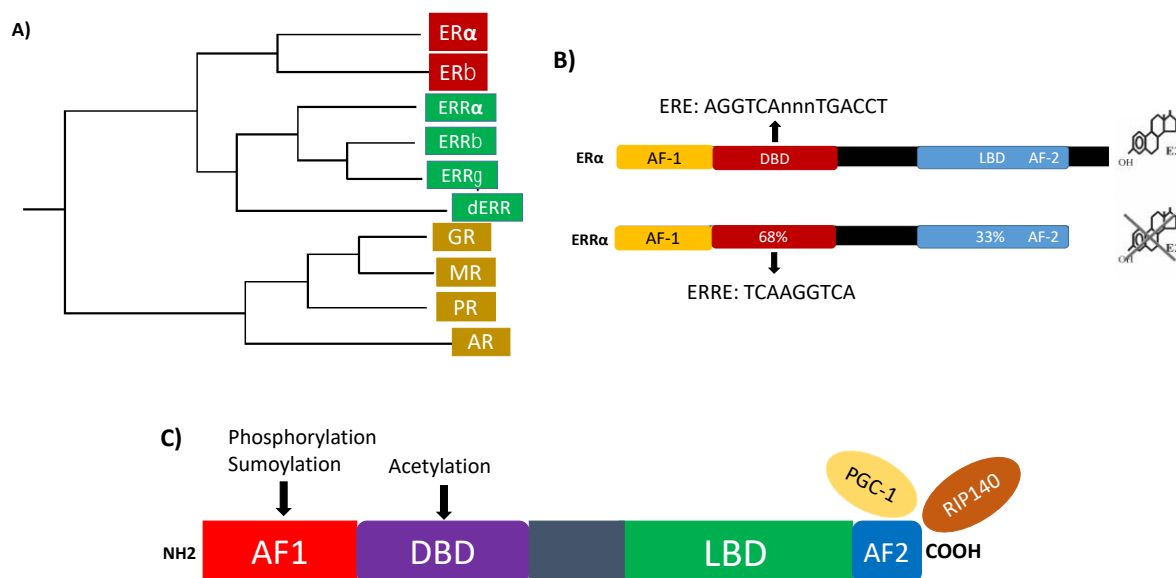 A)
ERα
ERb
ERRα
ERRb
ERRg
dERR
GR
MR
PR
AR
B)
ERE: AGGTCAnnnTGACCT
ERα
AF-1
DBD
LBD
AF-2
OH
ERRα
AF-1
68%
33%
AF-2
OH
ERRE: TCAAGGTCA
C)
Phosphorylation
Sumoylation
Acetylation
PGC-1
RIP140
NH2
AF1
DBD
LBD
AF2
COOH